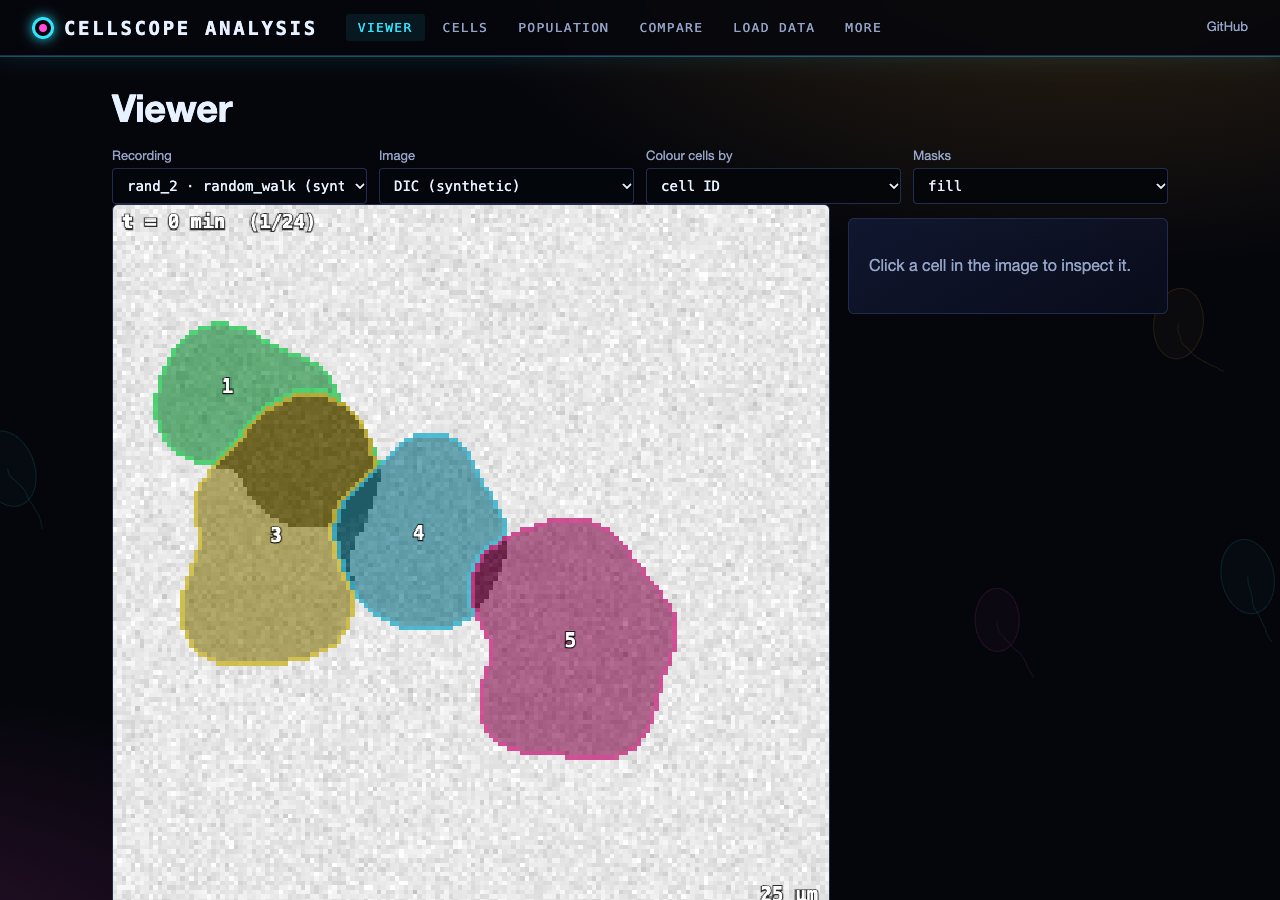 CELLSCOPE ANALYSIS VIEWER CELLS POPULATION COMPARE LOAD DATA MORE GitHub
Viewer
Recording Image Colour cells by Masks
rand_2 · random_walk (synt DIC (synthetic) cell ID fill
t = 0 min (1/24)
Click a cell in the image to inspect it.
1
3
4
5
25 µm